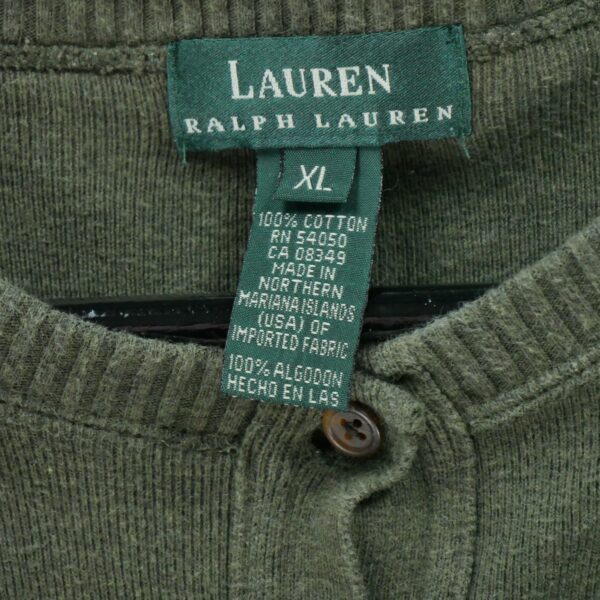 LAUREN
RALPH LAUREN
XL
100% COTTON
RN 54050
CA 08349
MADE IN
NORTHERN
MARIANA ISLANDS
(USA) OF
IMPORTED FABRIC
100% ALGODON
HECHO EN LAS